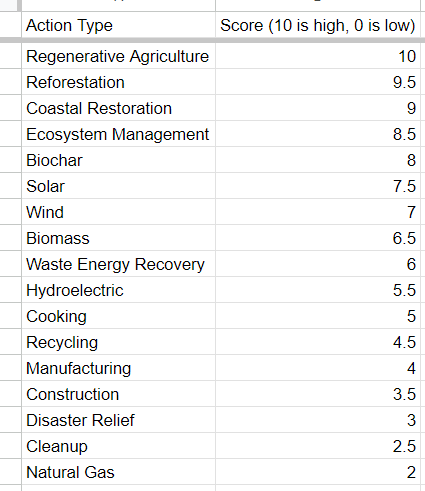 Action Type Score (10 is high, 0 is low)
Regenerative Agriculture 10
Reforestation 9.5
Coastal Restoration 9
Ecosystem Management 8.5
Biochar 8
Solar 7.5
Wind 7
Biomass 6.5
Waste Energy Recovery 6
Hydroelectric 5.5
Cooking 5
Recycling 4.5
Manufacturing 4
Construction 3.5
Disaster Relief 3
Cleanup 2.5
Natural Gas 2